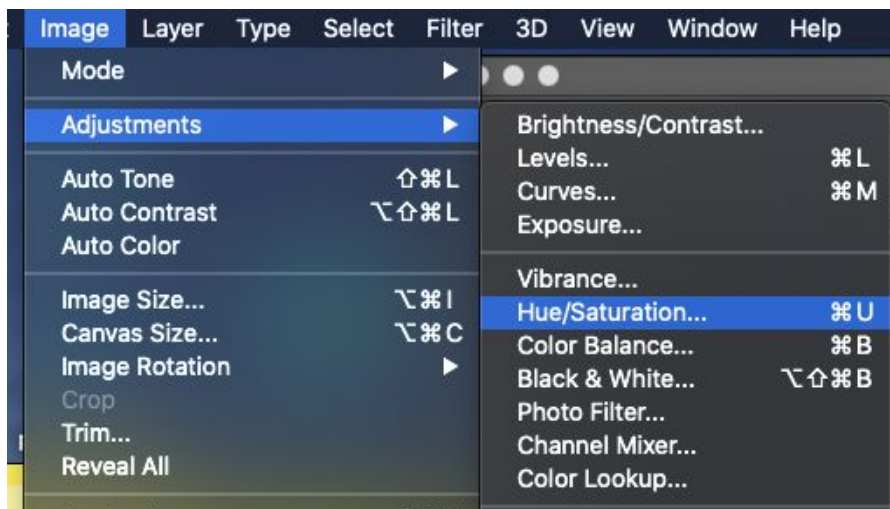 Image Layer Type Select Filter 3D View Window Help
Mode ▶
Adjustments ▶
Auto Tone ⇧⌘L
Auto Contrast ⌥⇧⌘L
Auto Color
Image Size... ⌥⌘I
Canvas Size... ⌥⌘C
Image Rotation ▶
Crop
Trim...
Reveal All
Brightness/Contrast...
Levels... ⌘L
Curves... ⌘M
Exposure...
Vibrance...
Hue/Saturation... ⌘U
Color Balance... ⌘B
Black & White... ⌥⇧⌘B
Photo Filter...
Channel Mixer...
Color Lookup...